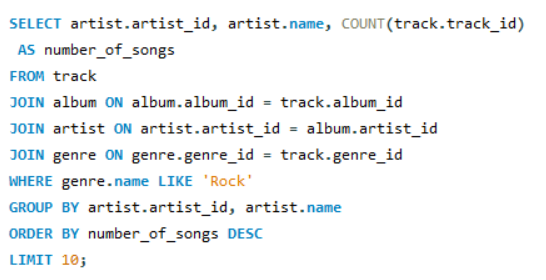 SELECT artist.artist_id, artist.name, COUNT(track.track_id)
AS number_of_songs
FROM track
JOIN album ON album.album_id = track.album_id
JOIN artist ON artist.artist_id = album.artist_id
JOIN genre ON genre.genre_id = track.genre_id
WHERE genre.name LIKE 'Rock'
GROUP BY artist.artist_id, artist.name
ORDER BY number_of_songs DESC
LIMIT 10;